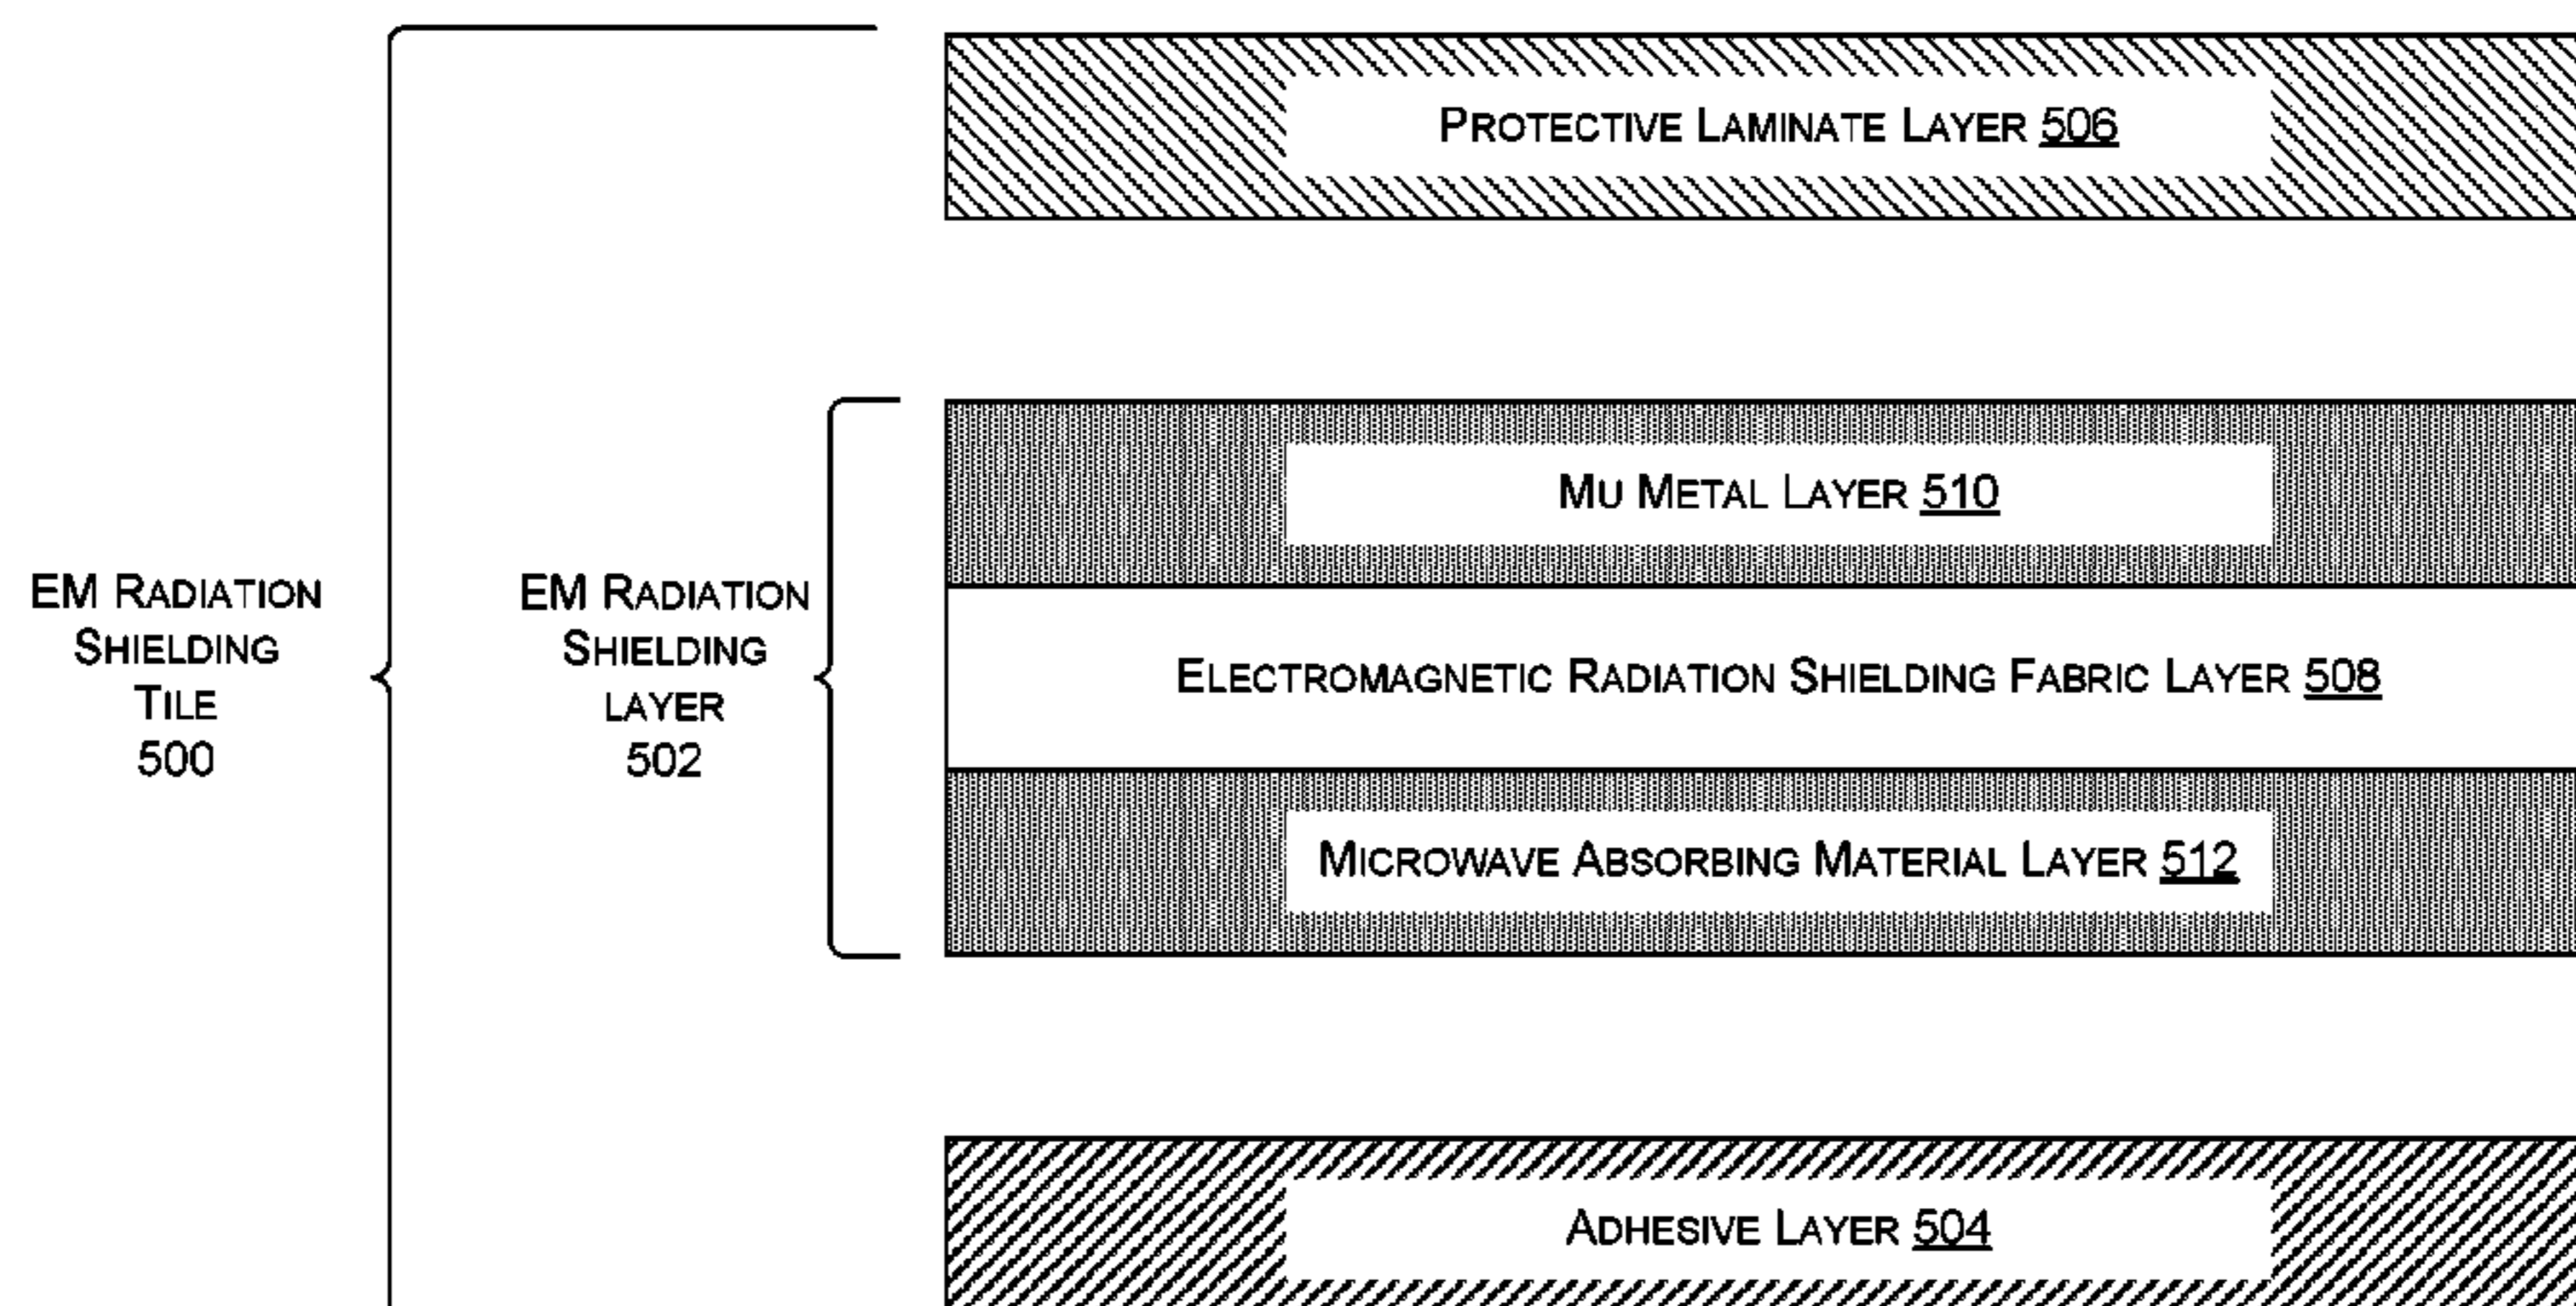 PROTECTIVE LAMINATE LAYER 506
MU METAL LAYER 510
EM RADIATION
SHIELDING
TILE
500
EM RADIATION
SHIELDING
LAYER
502
ELECTROMAGNETIC RADIATION SHIELDING FABRIC LAYER 508
MICROWAVE ABSORBING MATERIAL LAYER 512
ADHESIVE LAYER 504